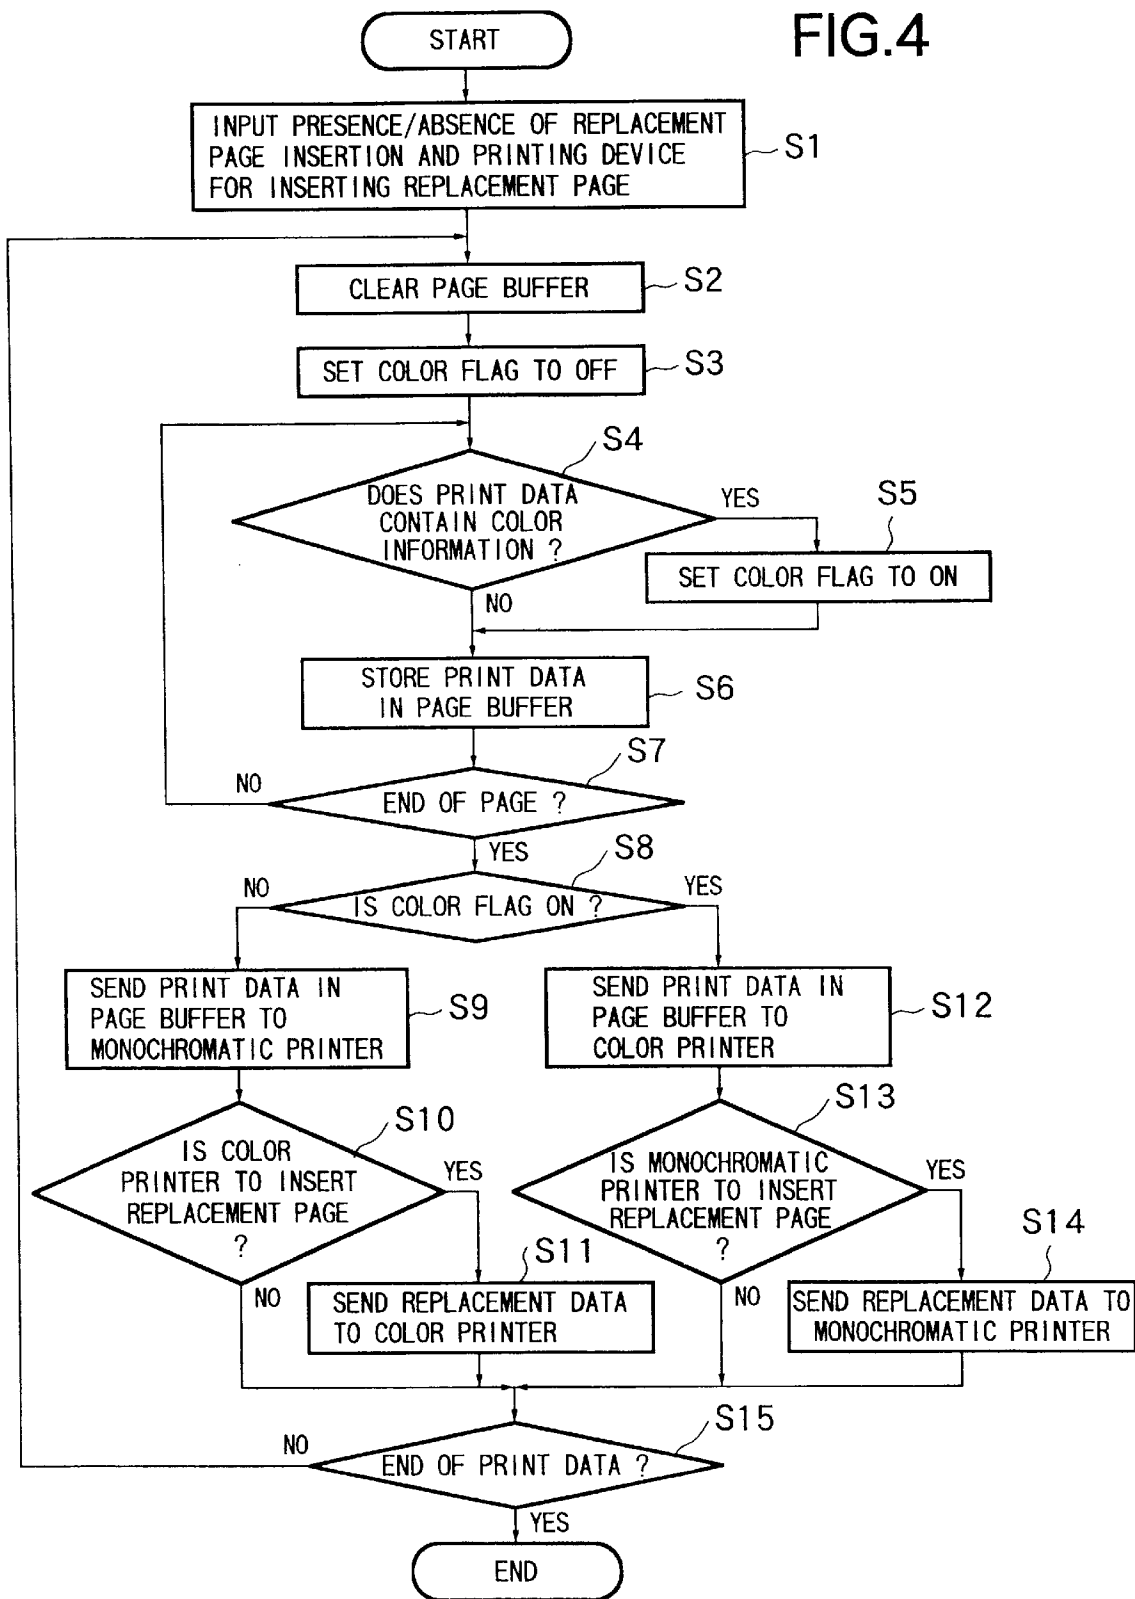 FIG.4
START
INPUT PRESENCE/ABSENCE OF REPLACEMENT
PAGE INSERTION AND PRINTING DEVICE
FOR INSERTING REPLACEMENT PAGE
S1
CLEAR PAGE BUFFER
S2
SET COLOR FLAG TO OFF
S3
S4
DOES PRINT DATA
CONTAIN COLOR
INFORMATION ?
YES
S5
SET COLOR FLAG TO ON
NO
STORE PRINT DATA
IN PAGE BUFFER
S6
S7
NO
END OF PAGE ?
YES
S8
NO
IS COLOR FLAG ON ?
YES
SEND PRINT DATA IN
PAGE BUFFER TO
MONOCHROMATIC PRINTER
S9
SEND PRINT DATA IN
PAGE BUFFER TO
COLOR PRINTER
S12
S10
IS COLOR
PRINTER TO INSERT
REPLACEMENT PAGE
?
YES
NO
S11
SEND REPLACEMENT DATA
TO COLOR PRINTER
S13
IS MONOCHROMATIC
PRINTER TO INSERT
REPLACEMENT PAGE
?
YES
NO
S14
SEND REPLACEMENT DATA TO
MONOCHROMATIC PRINTER
S15
NO
END OF PRINT DATA ?
YES
END